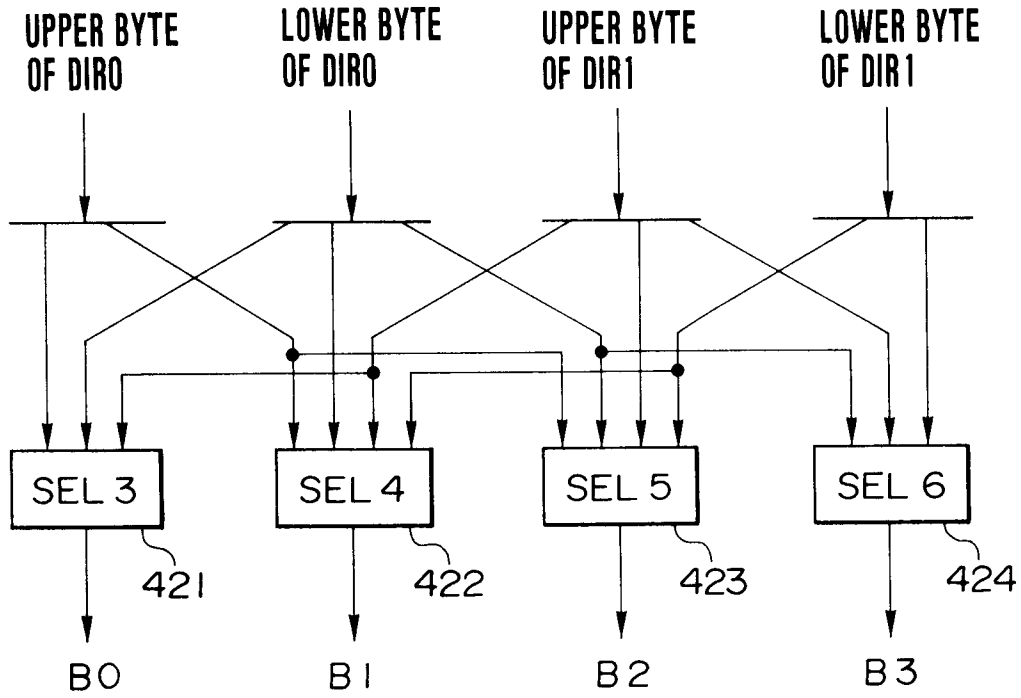 UPPER BYTE
OF DIR0
LOWER BYTE
OF DIR0
UPPER BYTE
OF DIR1
LOWER BYTE
OF DIR1
SEL 3
SEL 4
SEL 5
SEL 6
421
422
423
424
B0
B1
B2
B3